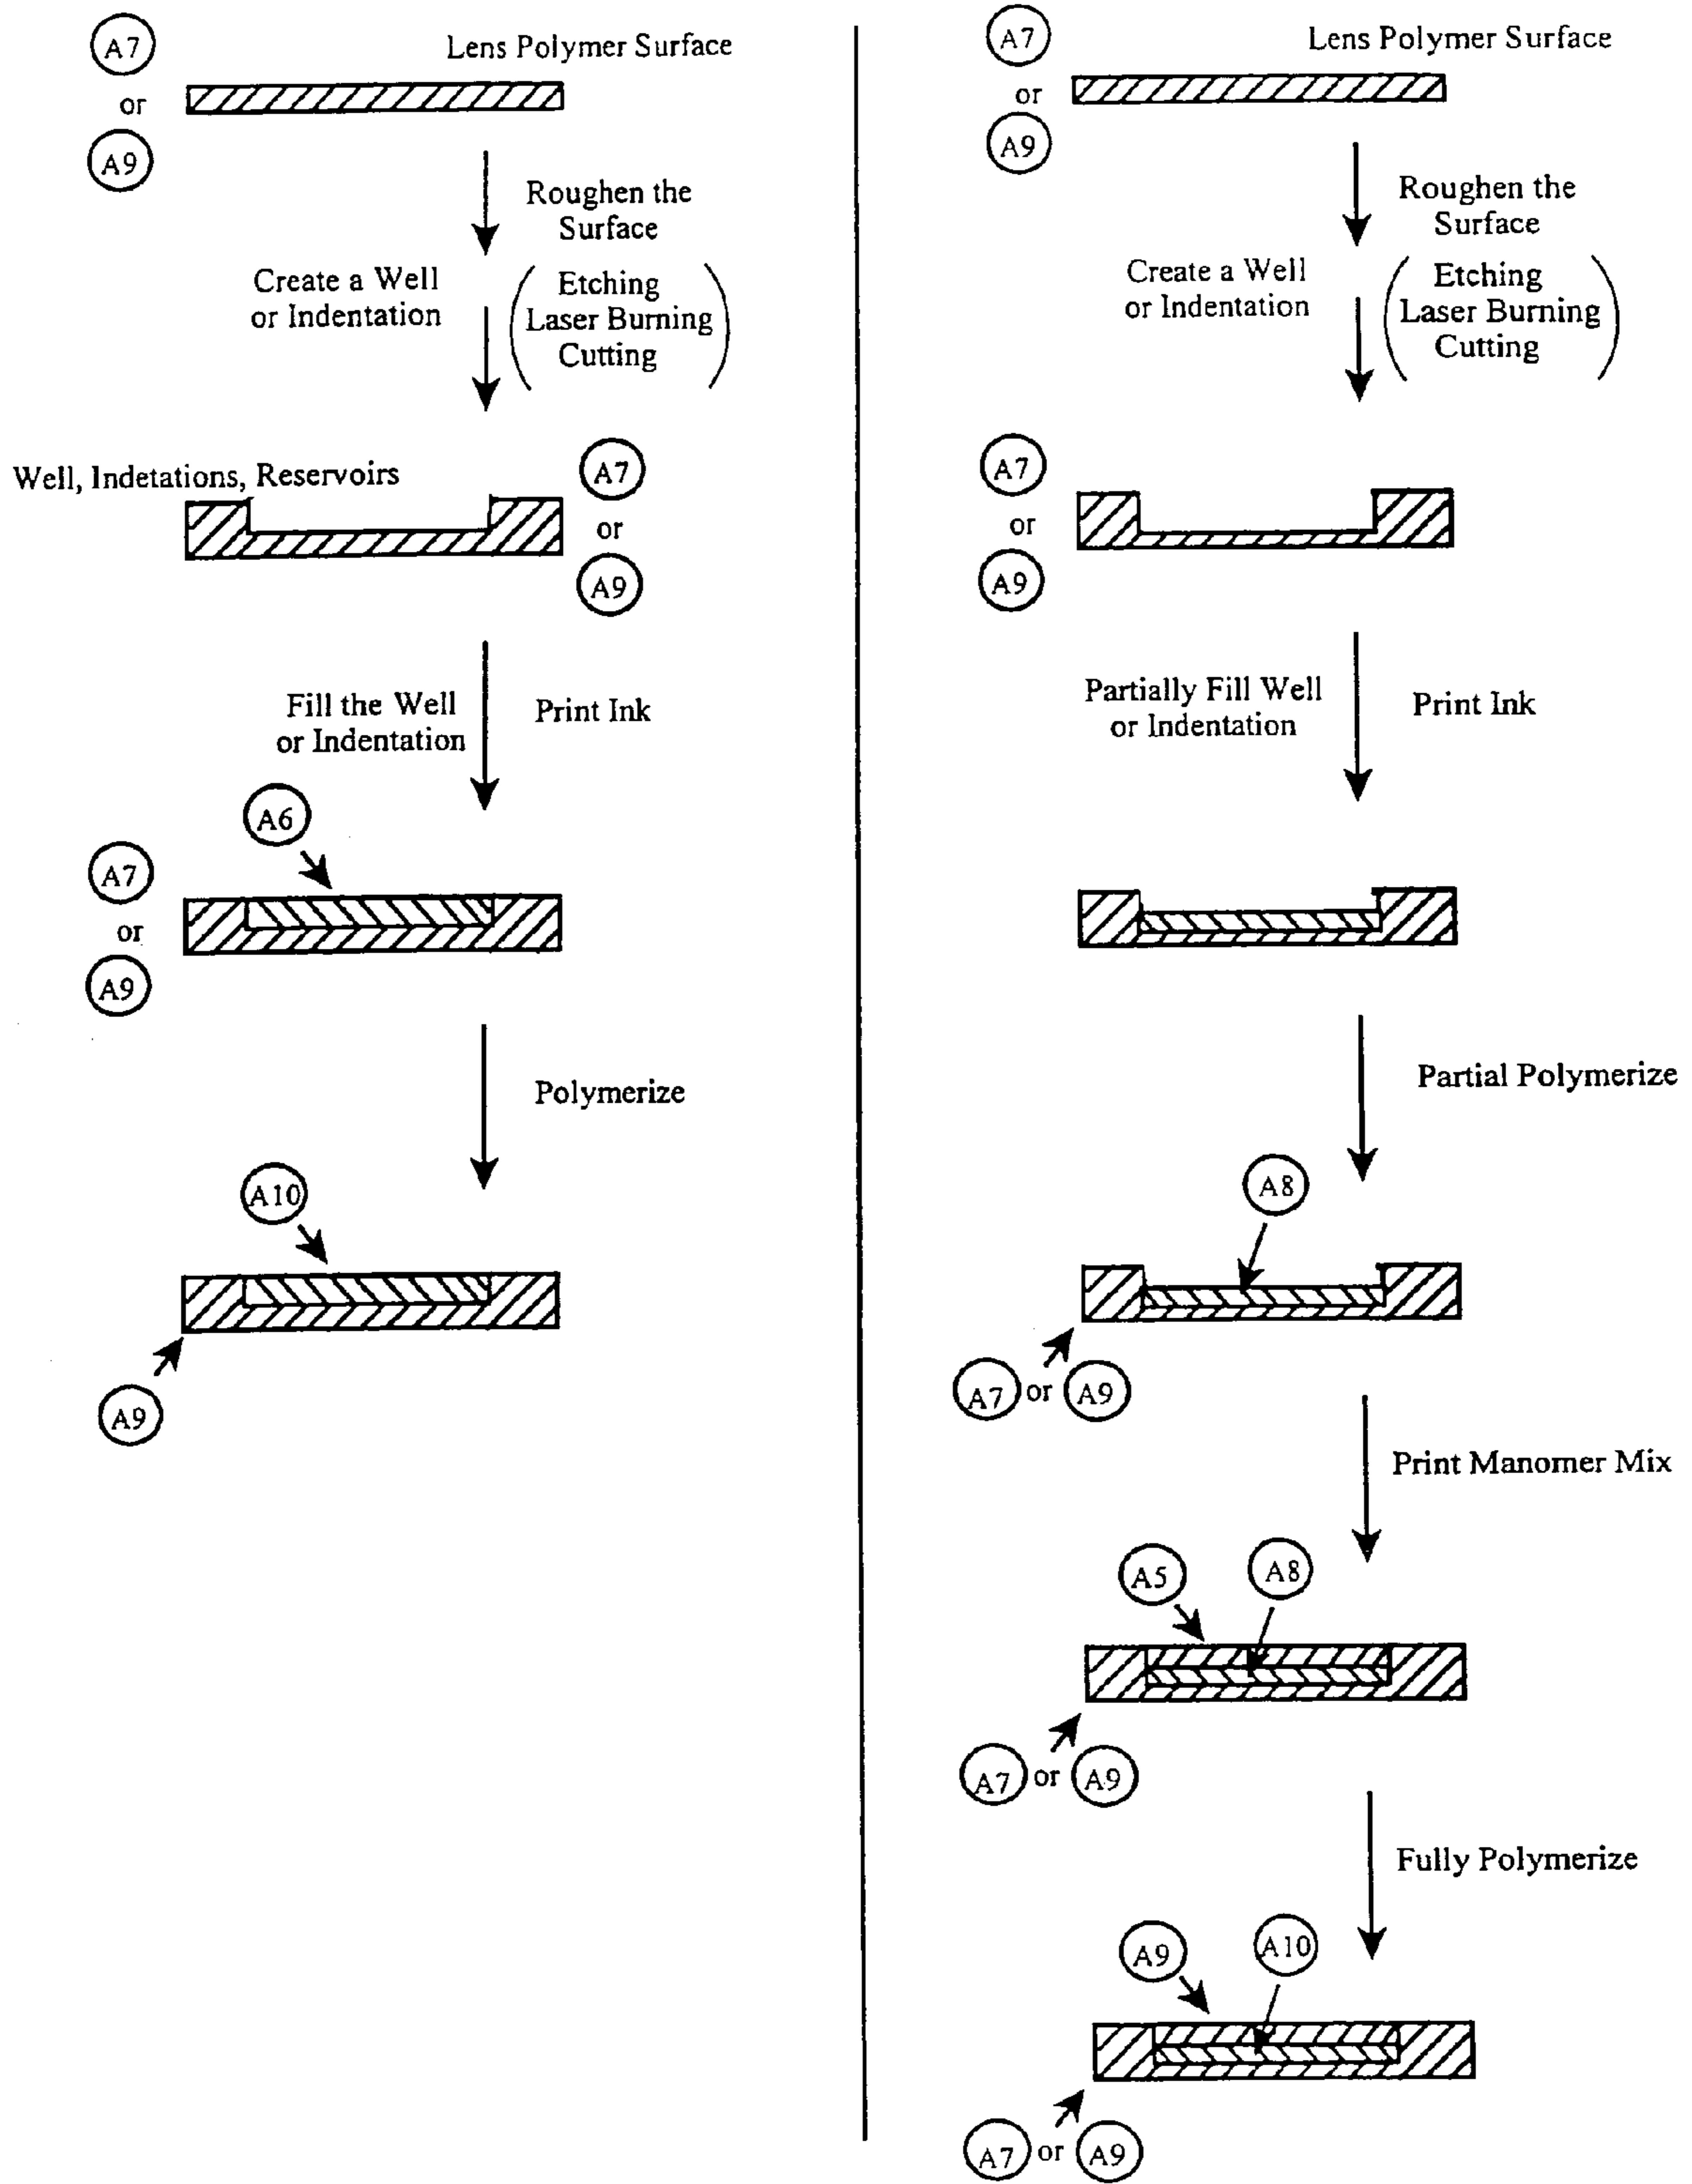 A7
Lens Polymer Surface
or
A9
Roughen the
Surface
Create a Well
or Indentation
Etching
Laser Burning
Cutting
Well, Indetations, Reservoirs
A7
or
A9
Fill the Well
or Indentation
Print Ink
A6
A7
or
A9
Polymerize
A10
A9
A7
Lens Polymer Surface
or
A9
Roughen the
Surface
Create a Well
or Indentation
Etching
Laser Burning
Cutting
A7
or
A9
Partially Fill Well
or Indentation
Print Ink
Partial Polymerize
A8
A7 or A9
Print Manomer Mix
A5
A8
A7 or A9
Fully Polymerize
A9
A10
A7 or A9